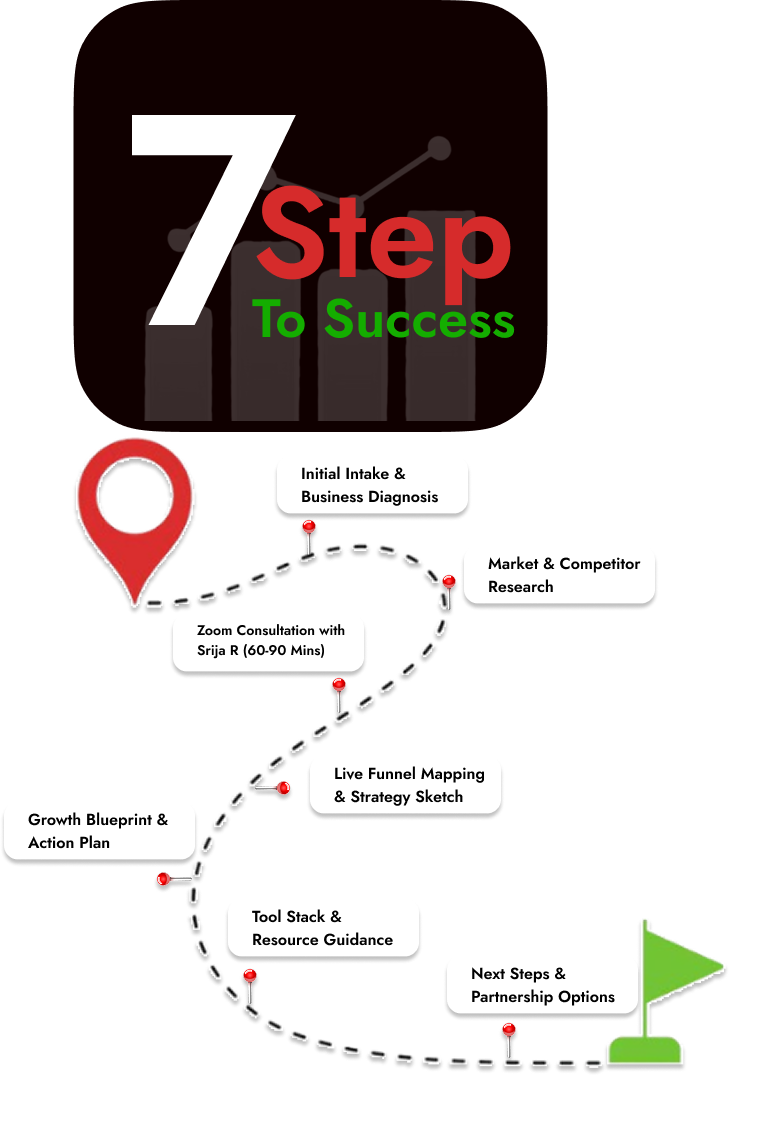 7
Step
To Success
Initial Intake &
Business Diagnosis
Market & Competitor
Research
Zoom Consultation with
Srija R (60-90 Mins)
Live Funnel Mapping
& Strategy Sketch
Growth Blueprint &
Action Plan
Tool Stack &
Resource Guidance
Next Steps &
Partnership Options